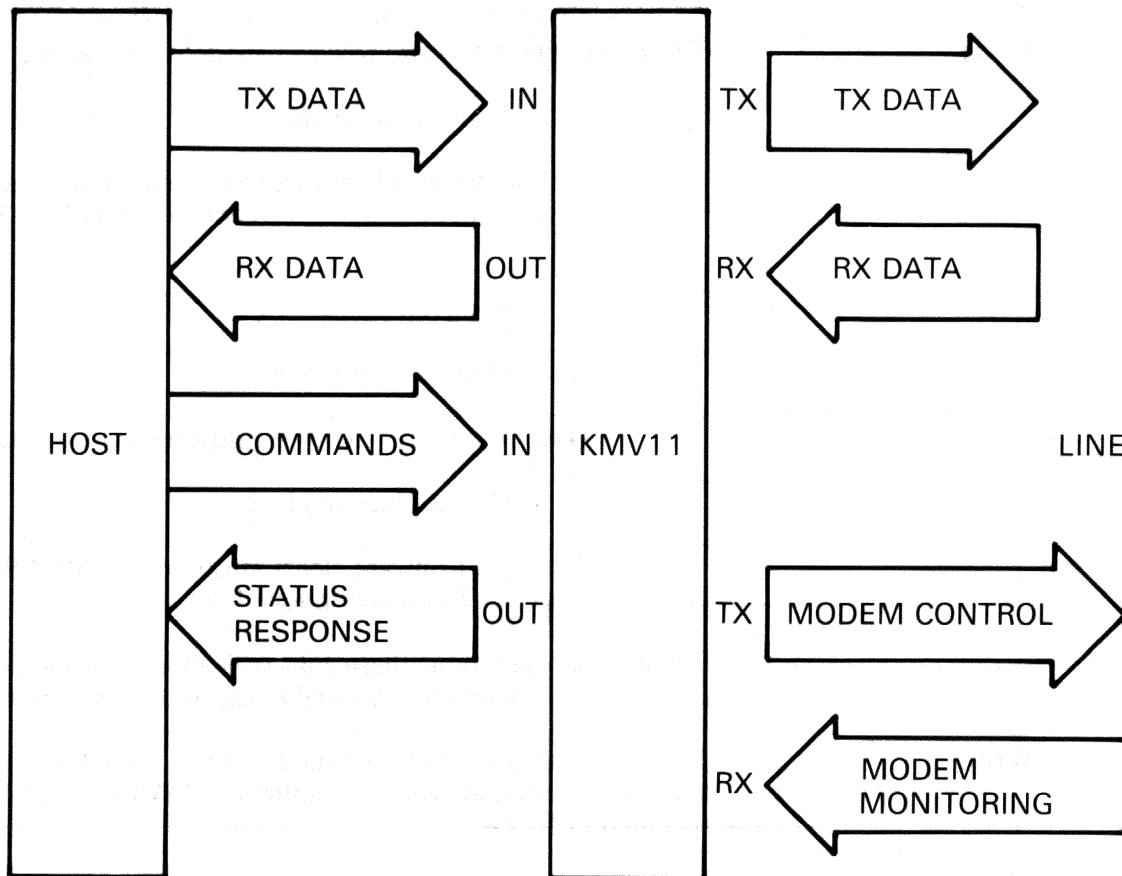 TX DATA IN TX TX DATA
RX DATA OUT RX RX DATA
HOST COMMANDS IN KMV11 LINE
STATUS
RESPONSE OUT TX MODEM CONTROL
RX MODEM
MONITORING